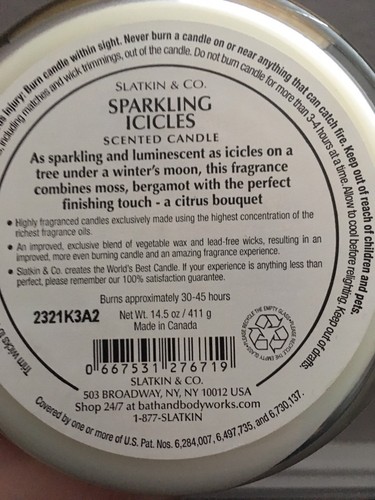 s injury. Burn candle within sight. Never burn a candle on or near anything that can catch fire. Keep out of reach of children and pets.
including matches and wick trimmings, out of the candle. Do not burn candle for more than 3-4 hours at a time. Allow to cool before relighting. Keep out of drafts.
SLATKIN & CO.
SPARKLING
ICICLES
SCENTED CANDLE
As sparkling and luminescent as icicles on a
tree under a winter's moon, this fragrance
combines moss, bergamot with the perfect
finishing touch - a citrus bouquet
• Highly fragranced candles exclusively made using the highest concentration of the
richest fragrance oils.
• An improved, exclusive blend of vegetable wax and lead-free wicks, resulting in an
improved, more even burning candle and an amazing fragrance experience.
• Slatkin & Co. creates the World's Best Candle. If your experience is anything less than
perfect, please remember our 100% satisfaction guarantee.
Burns approximately 30-45 hours
2321K3A2
Net Wt. 14.5 oz / 411 g
Made in Canada
0 667531 276719
SLATKIN & CO.
503 BROADWAY, NY, NY 10012 USA
Shop 24/7 at bathandbodyworks.com
1-877-SLATKIN
Trim wicks to
Covered by one or more of U.S. Pat. Nos. 6,284,007, 6,497,735, and 6,730,137.